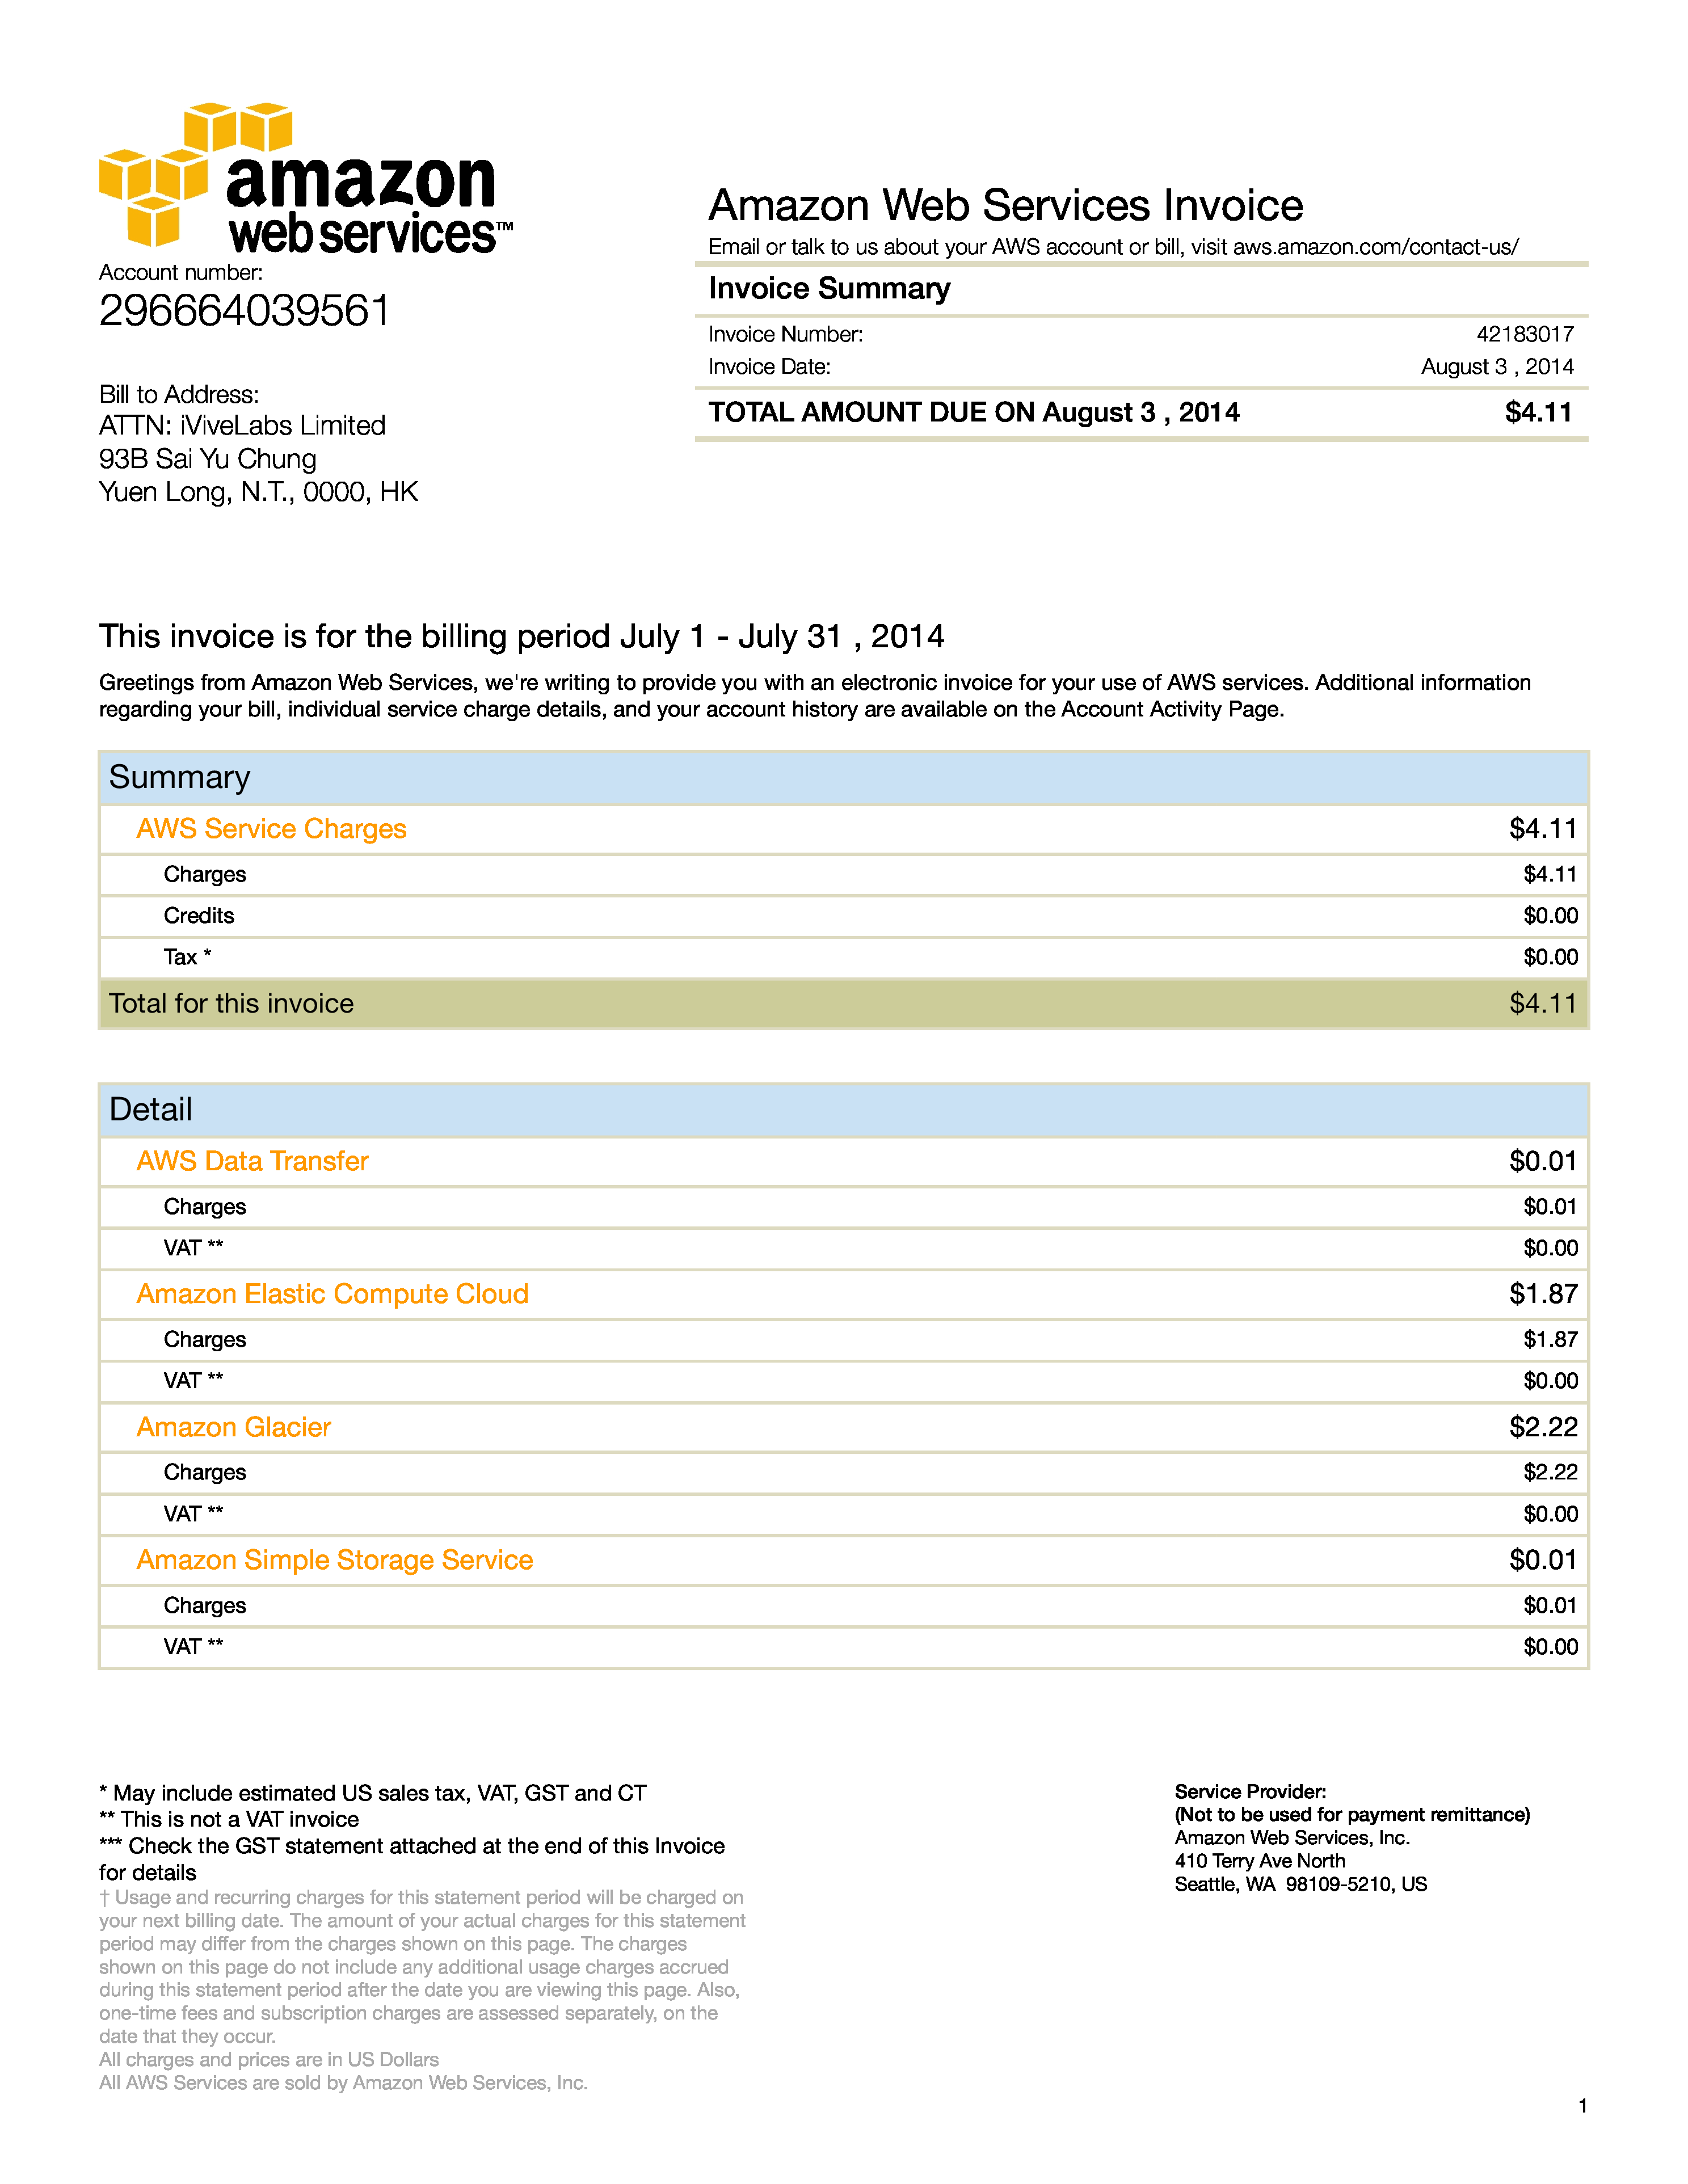 amazon
webservices™
Account number:
296664039561
Bill to Address:
ATTN: iViveLabs Limited
93B Sai Yu Chung
Yuen Long, N.T., 0000, HK
Amazon Web Services Invoice
Email or talk to us about your AWS account or bill, visit aws.amazon.com/contact-us/
Invoice Summary
Invoice Number: 42183017
Invoice Date: August 3 , 2014
TOTAL AMOUNT DUE ON August 3 , 2014 $4.11
This invoice is for the billing period July 1 - July 31 , 2014
Greetings from Amazon Web Services, we're writing to provide you with an electronic invoice for your use of AWS services. Additional information
regarding your bill, individual service charge details, and your account history are available on the Account Activity Page.
Summary
AWS Service Charges $4.11
Charges $4.11
Credits $0.00
Tax * $0.00
Total for this invoice $4.11
Detail
AWS Data Transfer $0.01
Charges $0.01
VAT ** $0.00
Amazon Elastic Compute Cloud $1.87
Charges $1.87
VAT ** $0.00
Amazon Glacier $2.22
Charges $2.22
VAT ** $0.00
Amazon Simple Storage Service $0.01
Charges $0.01
VAT ** $0.00
* May include estimated US sales tax, VAT, GST and CT
** This is not a VAT invoice
*** Check the GST statement attached at the end of this Invoice
for details
† Usage and recurring charges for this statement period will be charged on
your next billing date. The amount of your actual charges for this statement
period may differ from the charges shown on this page. The charges
shown on this page do not include any additional usage charges accrued
during this statement period after the date you are viewing this page. Also,
one-time fees and subscription charges are assessed separately, on the
date that they occur.
All charges and prices are in US Dollars
All AWS Services are sold by Amazon Web Services, Inc.
Service Provider:
(Not to be used for payment remittance)
Amazon Web Services, Inc.
410 Terry Ave North
Seattle, WA  98109-5210, US
1